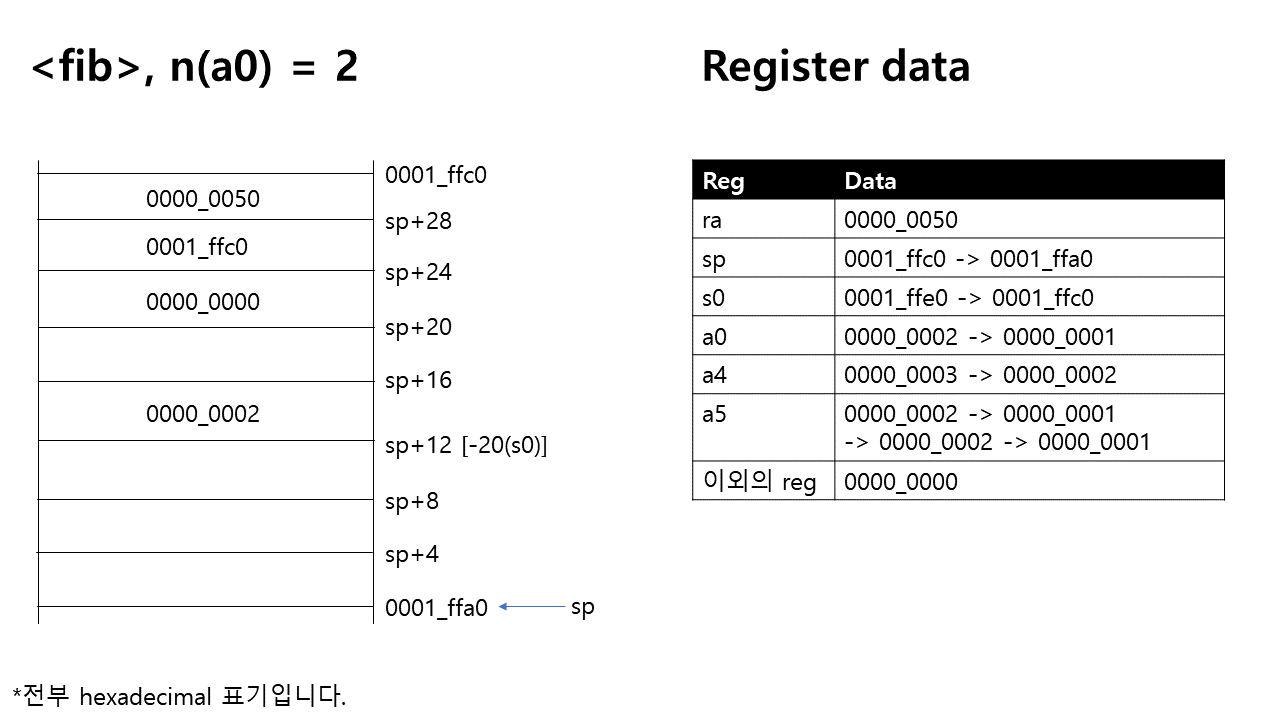 <fib>, n(a0) = 2
0001_ffc0
0000_0050
sp+28
0001_ffc0
sp+24
0000_0000
sp+20
sp+16
0000_0002
sp+12 [-20(s0)]
sp+8
sp+4
0001_ffa0 sp
*전부 hexadecimal 표기입니다.
Register data
Reg Data
ra 0000_0050
sp 0001_ffc0 -> 0001_ffa0
s0 0001_ffe0 -> 0001_ffc0
a0 0000_0002 -> 0000_0001
a4 0000_0003 -> 0000_0002
a5 0000_0002 -> 0000_0001
-> 0000_0002 -> 0000_0001
이외의 reg 0000_0000